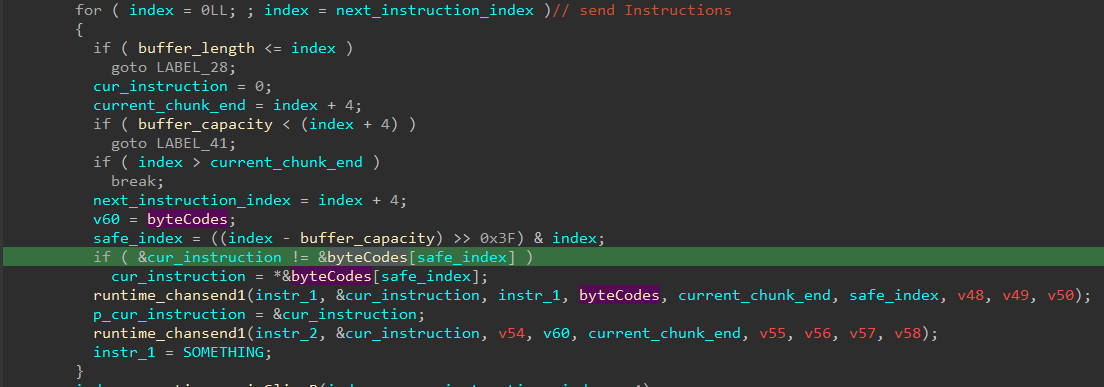 for ( index = 0LL; ; index = next_instruction_index )// send Instructions
{
if ( buffer_length <= index )
goto LABEL_28;
cur_instruction = 0;
current_chunk_end = index + 4;
if ( buffer_capacity < (index + 4) )
goto LABEL_41;
if ( index > current_chunk_end )
break;
next_instruction_index = index + 4;
v60 = byteCodes;
safe_index = ((index - buffer_capacity) >> 0x3F) & index;
if ( &cur_instruction != &byteCodes[safe_index] )
cur_instruction = *&byteCodes[safe_index];
runtime_chansend1(instr_1, &cur_instruction, instr_1, byteCodes, current_chunk_end, safe_index, v48, v49, v50);
p_cur_instruction = &cur_instruction;
runtime_chansend1(instr_2, &cur_instruction, v54, v60, current_chunk_end, v55, v56, v57, v58);
instr_1 = SOMETHING;
}